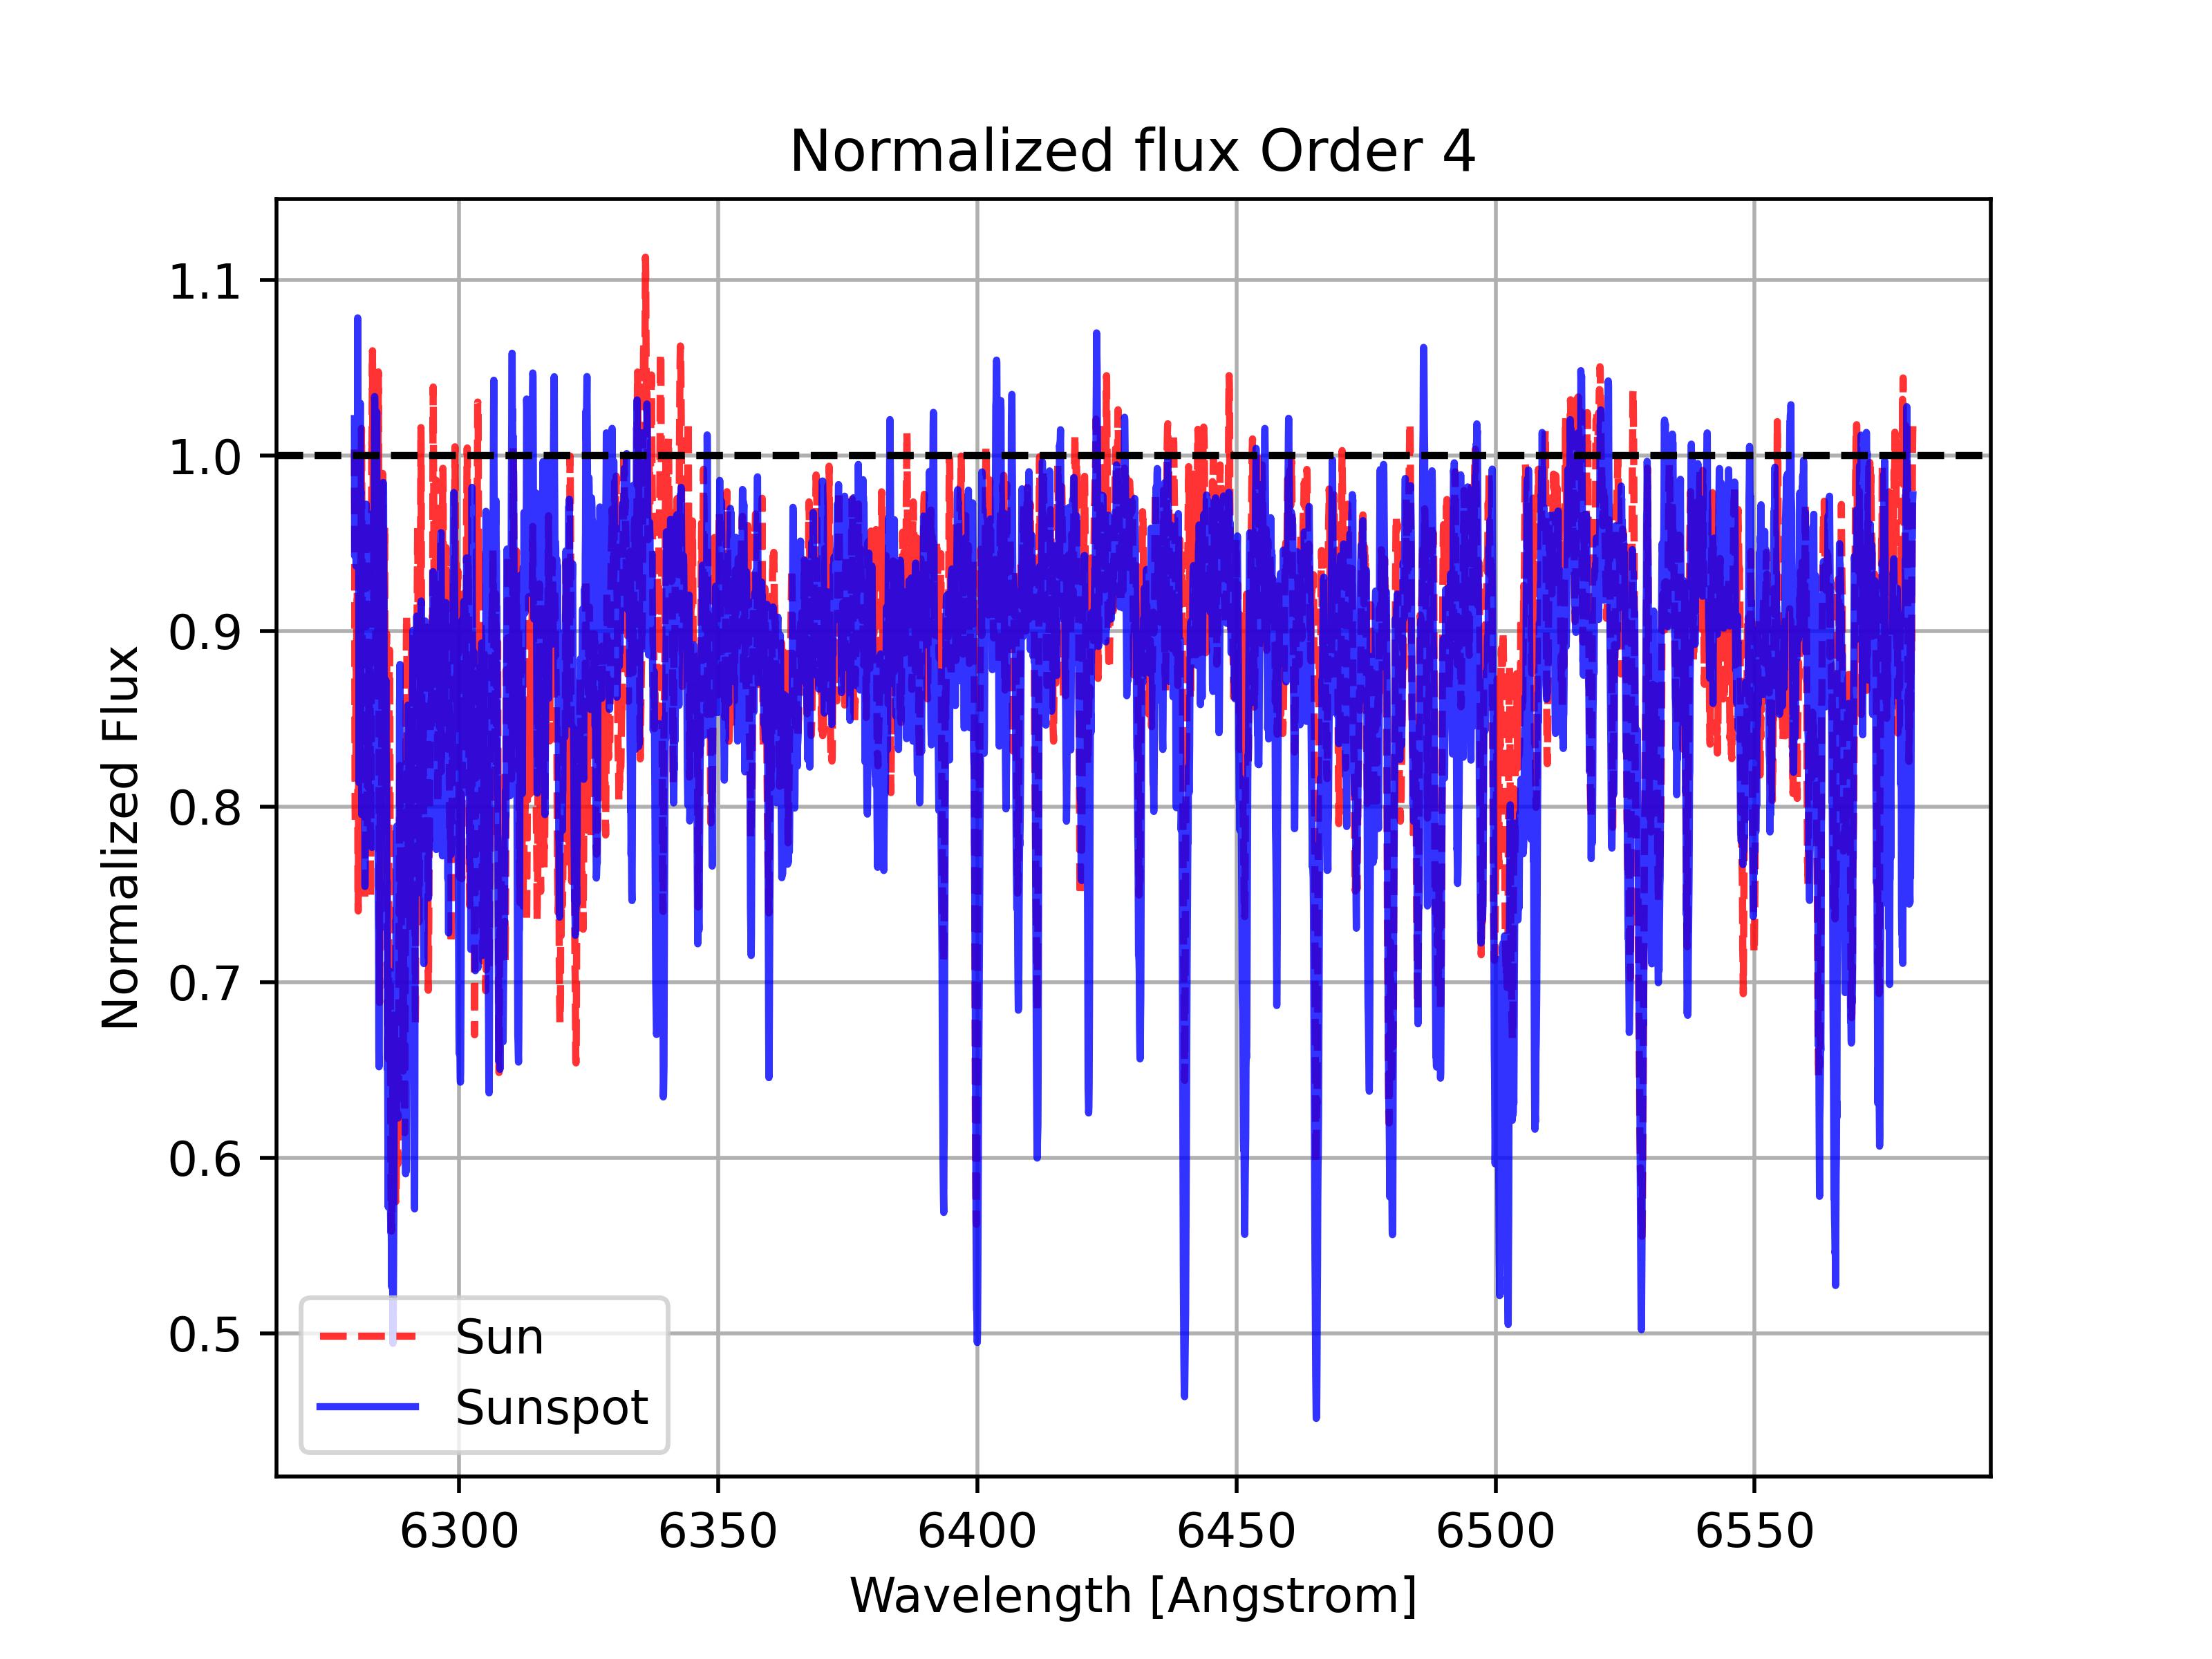 Normalized flux Order 4
Normalized Flux
1.1
1.0
0.9
0.8
0.7
0.6
0.5
Sun
Sunspot
6300 6350 6400 6450 6500 6550
Wavelength [Angstrom]